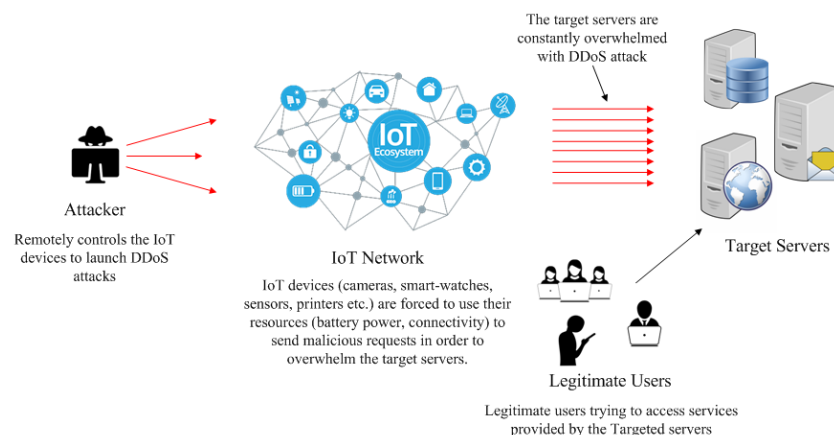 The target servers are
constantly overwhelmed
with DDoS attack
IoT
Ecosystem
Attacker
Remotely controls the IoT
devices to launch DDoS
attacks
IoT Network
IoT devices (cameras, smart-watches,
sensors, printers etc.) are forced to use their
resources (battery power, connectivity) to
send malicious requests in order to
overwhelm the target servers.
Target Servers
Legitimate Users
Legitimate users trying to access services
provided by the Targeted servers